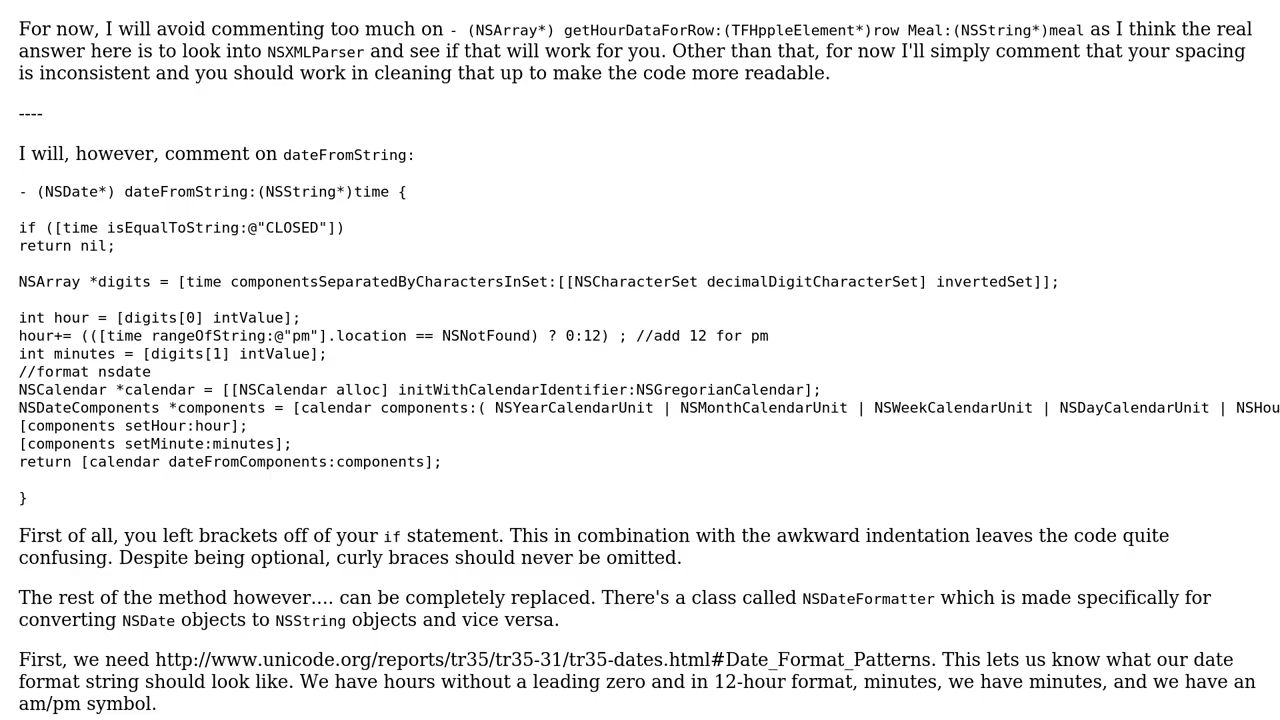 For now, I will avoid commenting too much on - (NSArray*) getHourDataForRow:(TFHppleElement*)row Meal:(NSString*)meal as I think the real
answer here is to look into NSXMLParser and see if that will work for you. Other than that, for now I'll simply comment that your spacing
is inconsistent and you should work in cleaning that up to make the code more readable.
----
I will, however, comment on dateFromString:
- (NSDate*) dateFromString:(NSString*)time {
if ([time isEqualToString:@"CLOSED"])
return nil;
NSArray *digits = [time componentsSeparatedByCharactersInSet:[[NSCharacterSet decimalDigitCharacterSet] invertedSet]];
int hour = [digits[0] intValue];
hour+= (([time rangeOfString:@"pm"].location == NSNotFound) ? 0:12) ; //add 12 for pm
int minutes = [digits[1] intValue];
//format nsdate
NSCalendar *calendar = [[NSCalendar alloc] initWithCalendarIdentifier:NSGregorianCalendar];
NSDateComponents *components = [calendar components:( NSYearCalendarUnit | NSMonthCalendarUnit | NSWeekCalendarUnit | NSDayCalendarUnit | NSHou
[components setHour:hour];
[components setMinute:minutes];
return [calendar dateFromComponents:components];
}
First of all, you left brackets off of your if statement. This in combination with the awkward indentation leaves the code quite
confusing. Despite being optional, curly braces should never be omitted.
The rest of the method however.... can be completely replaced. There's a class called NSDateFormatter which is made specifically for
converting NSDate objects to NSString objects and vice versa.
First, we need http://www.unicode.org/reports/tr35/tr35-31/tr35-dates.html#Date_Format_Patterns. This lets us know what our date
format string should look like. We have hours without a leading zero and in 12-hour format, minutes, we have minutes, and we have an
am/pm symbol.